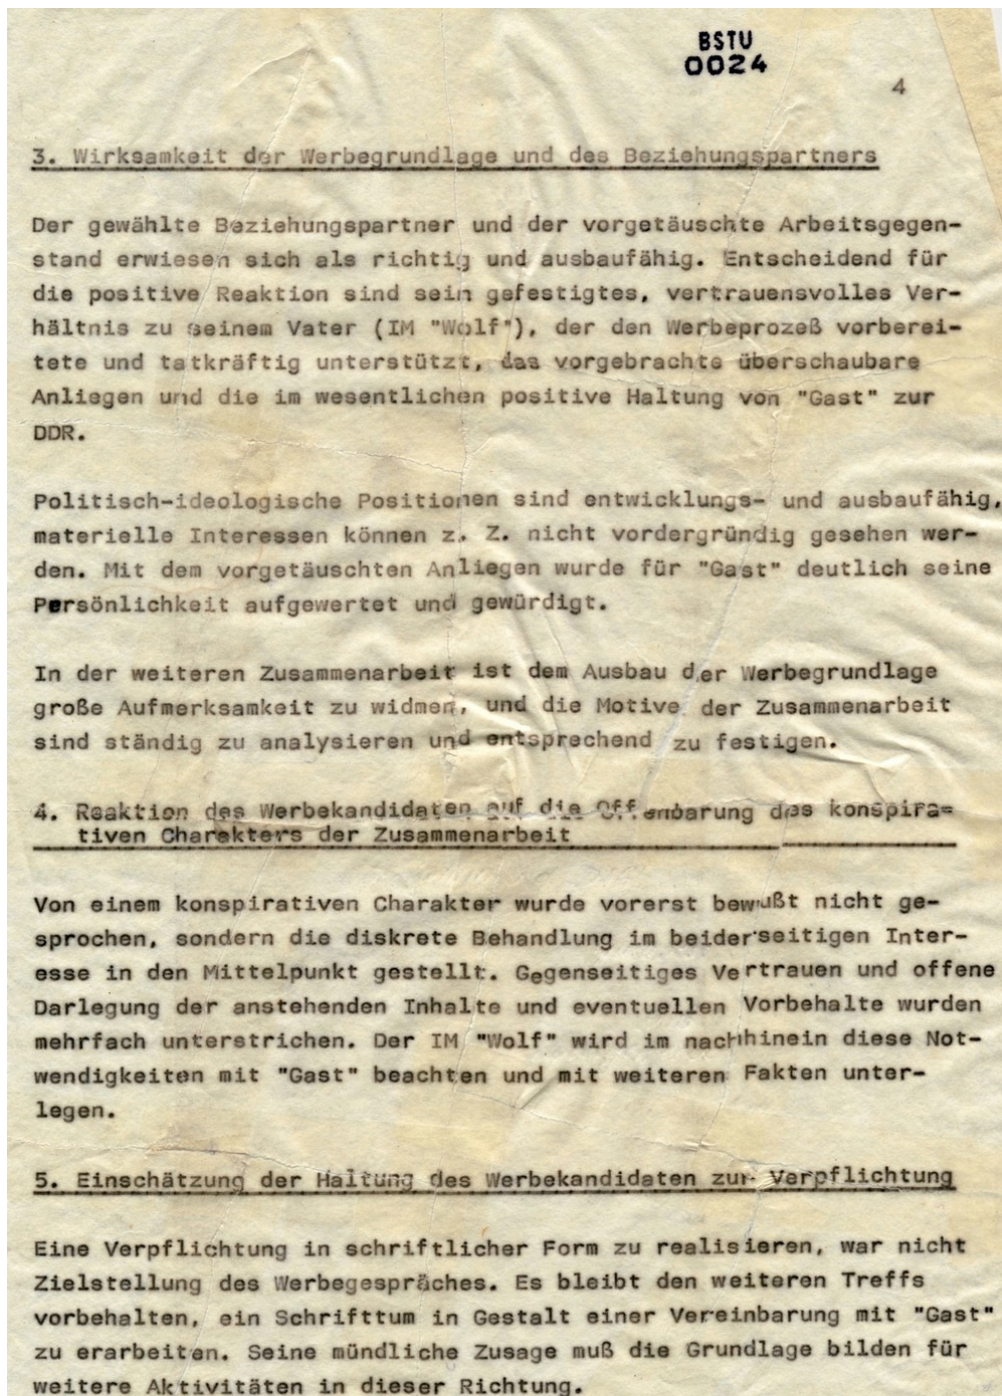 BSTU
0024
4
3. Wirksamkeit der Werbegrundlage und des Beziehungspartners
Der gewählte Beziehungspartner und der vorgetäuschte Arbeitsgegen-
stand erwiesen sich als richtig und ausbaufähig. Entscheidend für
die positive Reaktion sind sein gefestigtes, vertrauensvolles Ver-
hältnis zu seinem Vater (IM "Wolf"), der den Werbeprozeß vorberei-
tete und tatkräftig unterstützt, das vorgebrachte überschaubare
Anliegen und die im wesentlichen positive Haltung von "Gast" zur
DDR.
Politisch-ideologische Positionen sind entwicklungs- und ausbaufähig,
materielle Interessen können z. Z. nicht vordergründig gesehen wer-
den. Mit dem vorgetäuschten Anliegen wurde für "Gast" deutlich seine
Persönlichkeit aufgewertet und gewürdigt.
In der weiteren Zusammenarbeit ist dem Ausbau der Werbegrundlage
große Aufmerksamkeit zu widmen, und die Motive der Zusammenarbeit
sind ständig zu analysieren und entsprechend zu festigen.
4. Reaktion des Werbekandidaten auf die Offenbarung des konspira-
tiven Charakters der Zusammenarbeit
Von einem konspirativen Charakter wurde vorerst bewußt nicht ge-
sprochen, sondern die diskrete Behandlung im beiderseitigen Inter-
esse in den Mittelpunkt gestellt. Gegenseitiges Vertrauen und offene
Darlegung der anstehenden Inhalte und eventuellen Vorbehalte wurden
mehrfach unterstrichen. Der IM "Wolf" wird im nachhinein diese Not-
wendigkeiten mit "Gast" beachten und mit weiteren Fakten unter-
legen.
5. Einschätzung der Haltung des Werbekandidaten zur Verpflichtung
Eine Verpflichtung in schriftlicher Form zu realisieren, war nicht
Zielstellung des Werbegespräches. Es bleibt den weiteren Treffs
vorbehalten, ein Schrifttum in Gestalt einer Vereinbarung mit "Gast"
zu erarbeiten. Seine mündliche Zusage muß die Grundlage bilden für
weitere Aktivitäten in dieser Richtung.